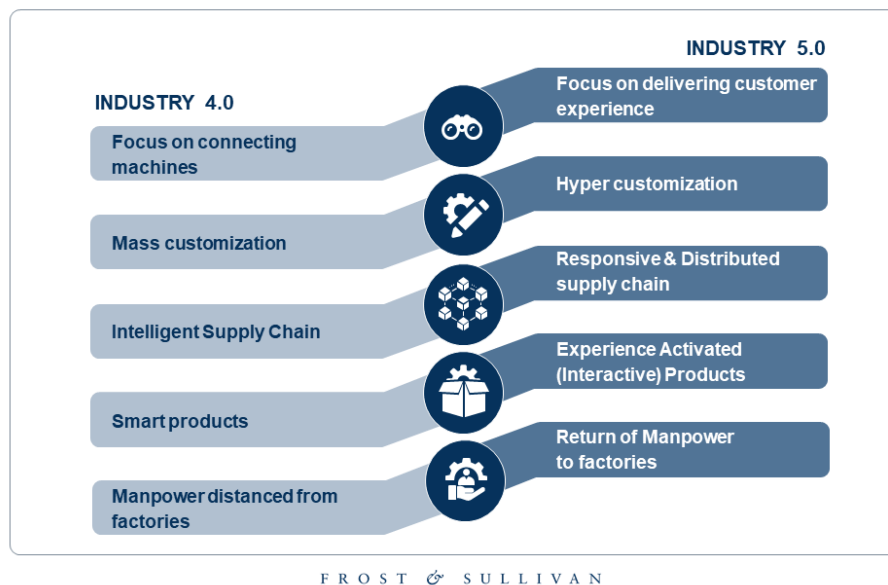 INDUSTRY 4.0
Focus on connecting
machines
Mass customization
Intelligent Supply Chain
Smart products
Manpower distanced from
factories
INDUSTRY 5.0
Focus on delivering customer
experience
Hyper customization
Responsive & Distributed
supply chain
Experience Activated
(Interactive) Products
Return of Manpower
to factories
FROST & SULLIVAN